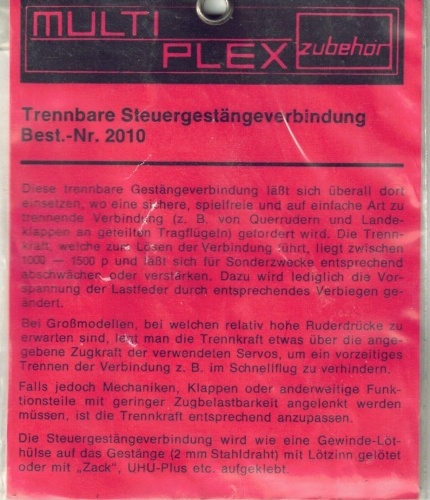 MULTI
PLEX zubehör
Trennbare Steuergestängeverbindung
Best.-Nr. 2010
Diese trennbare Gestängeverbindung läßt sich überall dort
einsetzen, wo eine sichere, spielfreie und auf einfache Art zu
trennende Verbindung (z. B. von Querrudern und Lande-
klappen an geteilten Tragflügeln) gefordert wird. Die Trenn-
kraft, welche zum Lösen der Verbindung führt, liegt zwischen
1000 — 1500 p und läßt sich für Sonderzwecke entsprechend
abschwächen oder verstärken. Dazu wird lediglich die Vor-
spannung der Lastfeder durch entsprechendes Verbiegen ge-
ändert.
Bei Großmodellen, bei welchen relativ hohe Ruderdrücke zu
erwarten sind, legt man die Trennkraft etwas über die ange-
gebene Zugkraft der verwendeten Servos, um ein vorzeitiges
Trennen der Verbindung z. B. im Schnellflug zu verhindern.
Falls jedoch Mechaniken, Klappen oder anderweitige Funk-
tionsteile mit geringer Zugbelastbarkeit angelenkt werden
müssen, ist die Trennkraft entsprechend anzupassen.
Die Steuergestängeverbindung wird wie eine Gewinde-Löt-
hülse auf das Gestänge (2 mm Stahldraht) mit Lötzinn gelötet
oder mit „Zack", UHU-Plus etc. aufgeklebt.